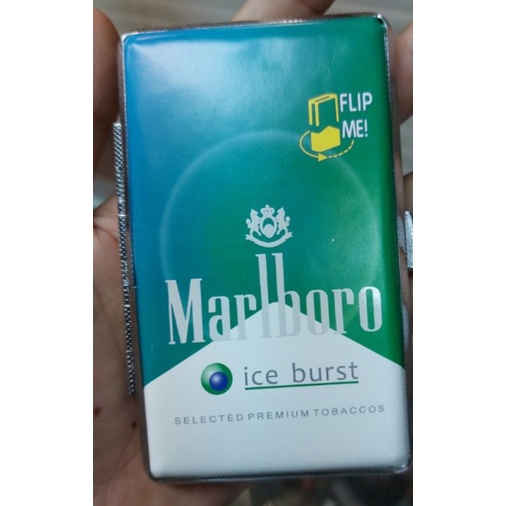 FLIP
ME!
Marlboro
ice burst
SELECTED PREMIUM TOBACCOS